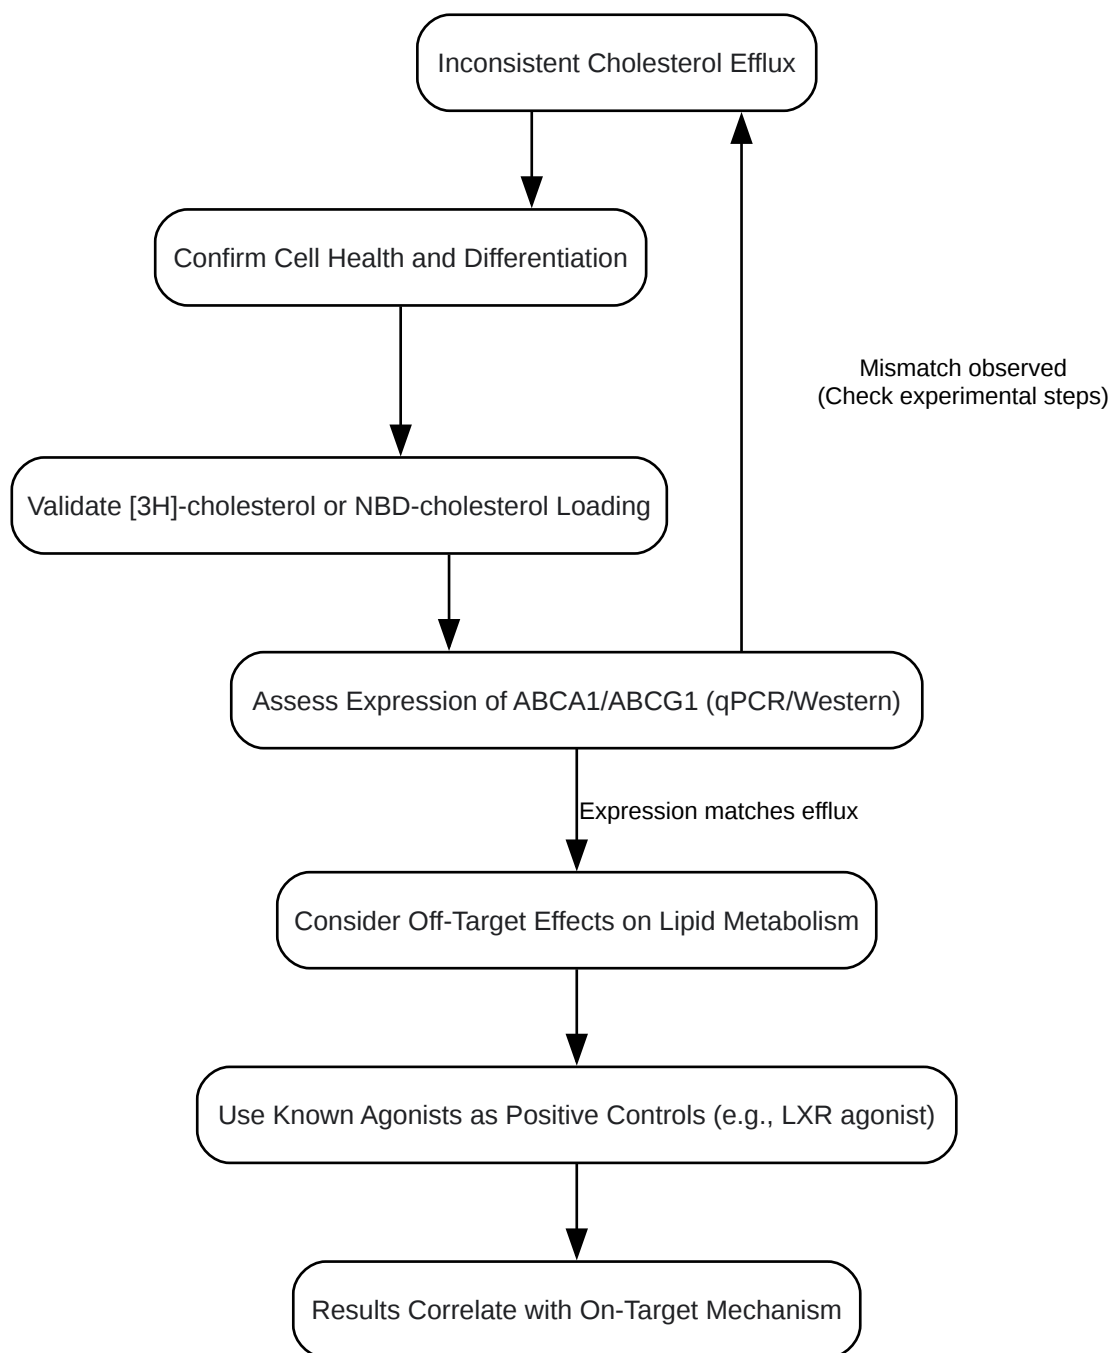 Inconsistent Cholesterol Efflux
Confirm Cell Health and Differentiation
Mismatch observed
(Check experimental steps)
Validate [3H]-cholesterol or NBD-cholesterol Loading
Assess Expression of ABCA1/ABCG1 (qPCR/Western)
Expression matches efflux
Consider Off-Target Effects on Lipid Metabolism
Use Known Agonists as Positive Controls (e.g., LXR agonist)
Results Correlate with On-Target Mechanism